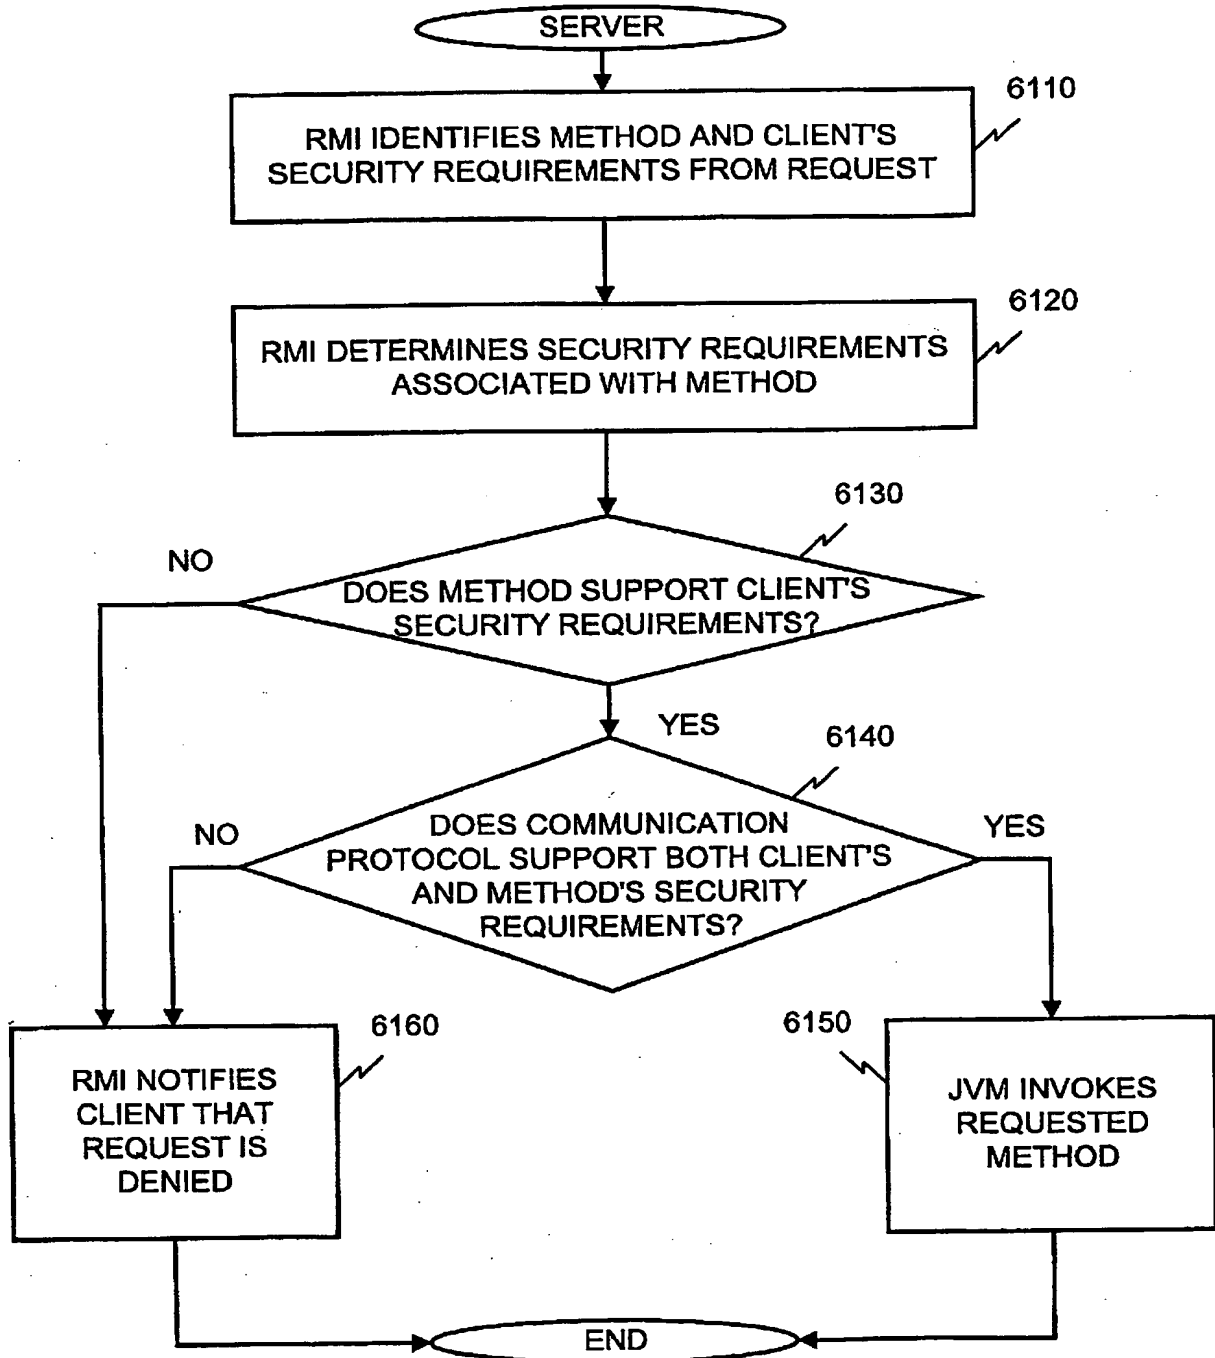 SERVER
6110
RMI IDENTIFIES METHOD AND CLIENT'S
SECURITY REQUIREMENTS FROM REQUEST
6120
RMI DETERMINES SECURITY REQUIREMENTS
ASSOCIATED WITH METHOD
6130
NO
DOES METHOD SUPPORT CLIENT'S
SECURITY REQUIREMENTS?
YES
6140
NO
DOES COMMUNICATION
PROTOCOL SUPPORT BOTH CLIENT'S
AND METHOD'S SECURITY
REQUIREMENTS?
YES
6160
RMI NOTIFIES
CLIENT THAT
REQUEST IS
DENIED
6150
JVM INVOKES
REQUESTED
METHOD
END